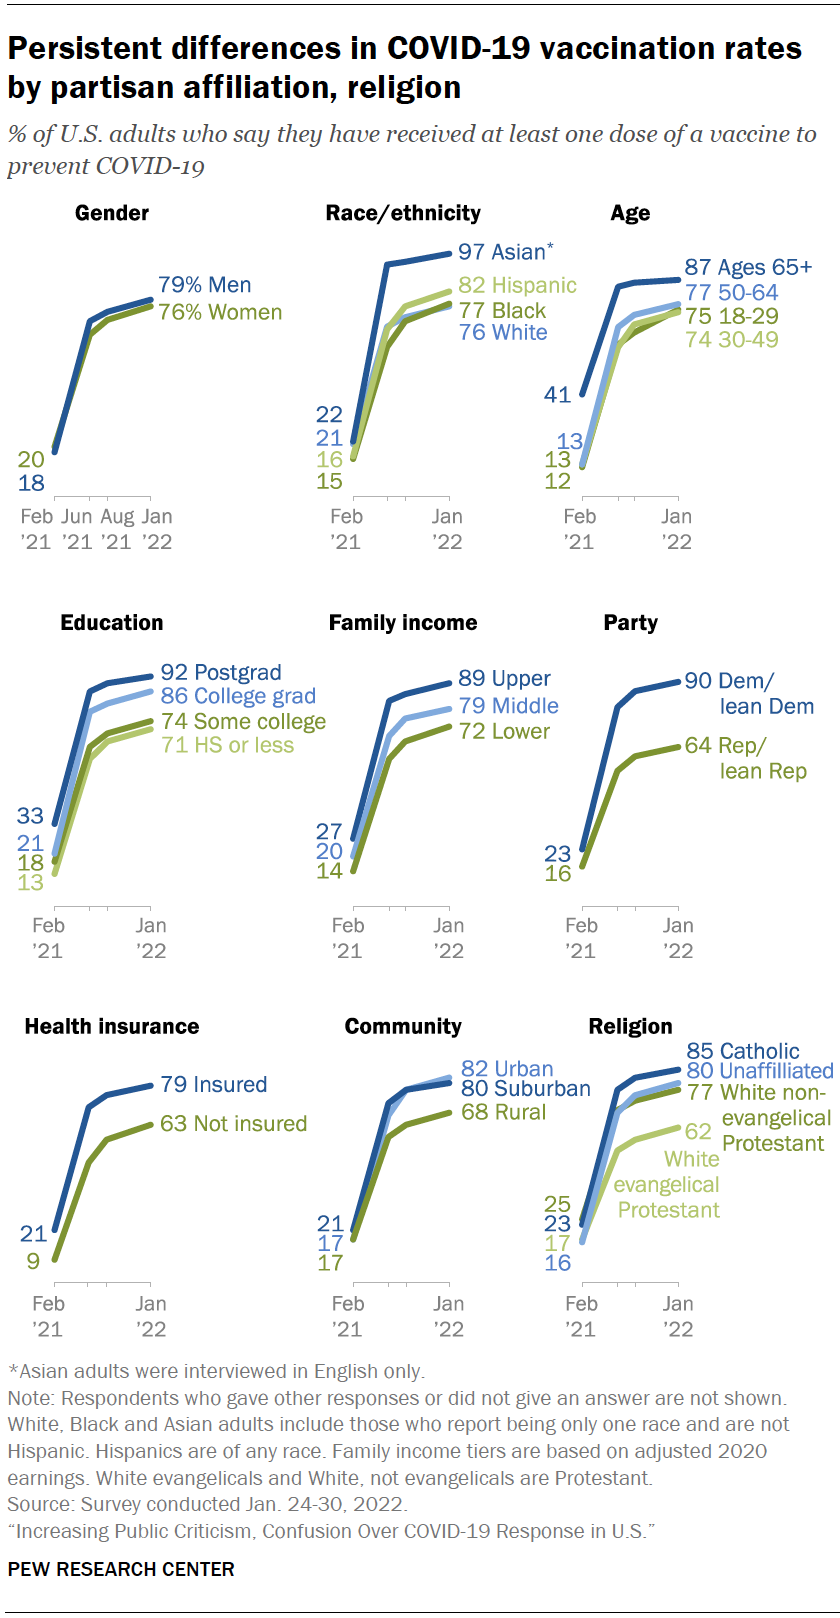 Persistent differences in COVID-19 vaccination rates
by partisan affiliation, religion
% of U.S. adults who say they have received at least one dose of a vaccine to
prevent COVID-19
Gender
79% Men
76% Women
20
18
Feb Jun Aug Jan
’21 ’21 ’21 ’22
Race/ethnicity
97 Asian*
82 Hispanic
77 Black
76 White
22
21
16
15
Feb Jan
’21 ’22
Age
87 Ages 65+
77 50-64
75 18-29
74 30-49
41
13
13
12
Feb Jan
’21 ’22
Education
92 Postgrad
86 College grad
74 Some college
71 HS or less
33
21
18
13
Feb Jan
’21 ’22
Family income
89 Upper
79 Middle
72 Lower
27
20
14
Feb Jan
’21 ’22
Party
90 Dem/
lean Dem
64 Rep/
lean Rep
23
16
Feb Jan
’21 ’22
Health insurance
79 Insured
63 Not insured
21
9
Feb Jan
’21 ’22
Community
82 Urban
80 Suburban
68 Rural
21
17
17
Feb Jan
’21 ’22
Religion
85 Catholic
80 Unaffilliated
77 White non-
evangelical
Protestant
62
White
evangelical
Protestant
25
23
17
16
Feb Jan
’21 ’22
*Asian adults were interviewed in English only.
Note: Respondents who gave other responses or did not give an answer are not shown.
White, Black and Asian adults include those who report being only one race and are not
Hispanic. Hispanics are of any race. Family income tiers are based on adjusted 2020
earnings. White evangelicals and White, not evangelicals are Protestant.
Source: Survey conducted Jan. 24-30, 2022.
“Increasing Public Criticism, Confusion Over COVID-19 Response in U.S.”
PEW RESEARCH CENTER